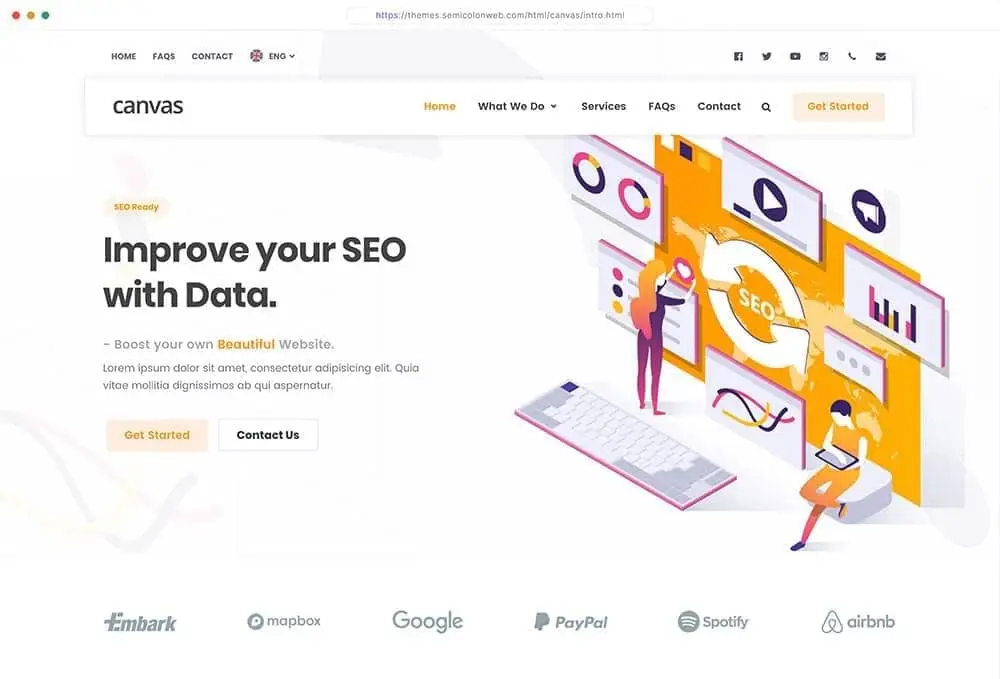 https://themes.semicolonweb.com/html/canvas/intro.html
HOME FAQS CONTACT ENG
canvas Home What We Do Services FAQs Contact Get Started
SEO Ready
Improve your SEO
with Data.
~ Boost your own Beautiful Website.
Lorem ipsum dolor sit amet, consectetur adipisicing elit. Quia
vitae mollitia dignissimos ab qui aspernatur.
Get Started Contact Us
SEO
Embark mapbox Google PayPal Spotify airbnb